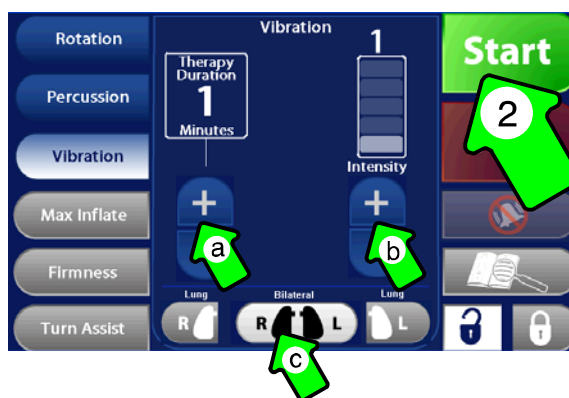 Rotation
Percussion
Vibration
Max Inflate
Firmness
Turn Assist
Vibration
Therapy
Duration
1
Minutes
1
Intensity
+
+
a
b
Lung
Bilateral
Lung
R
R L
L
c
Start
2